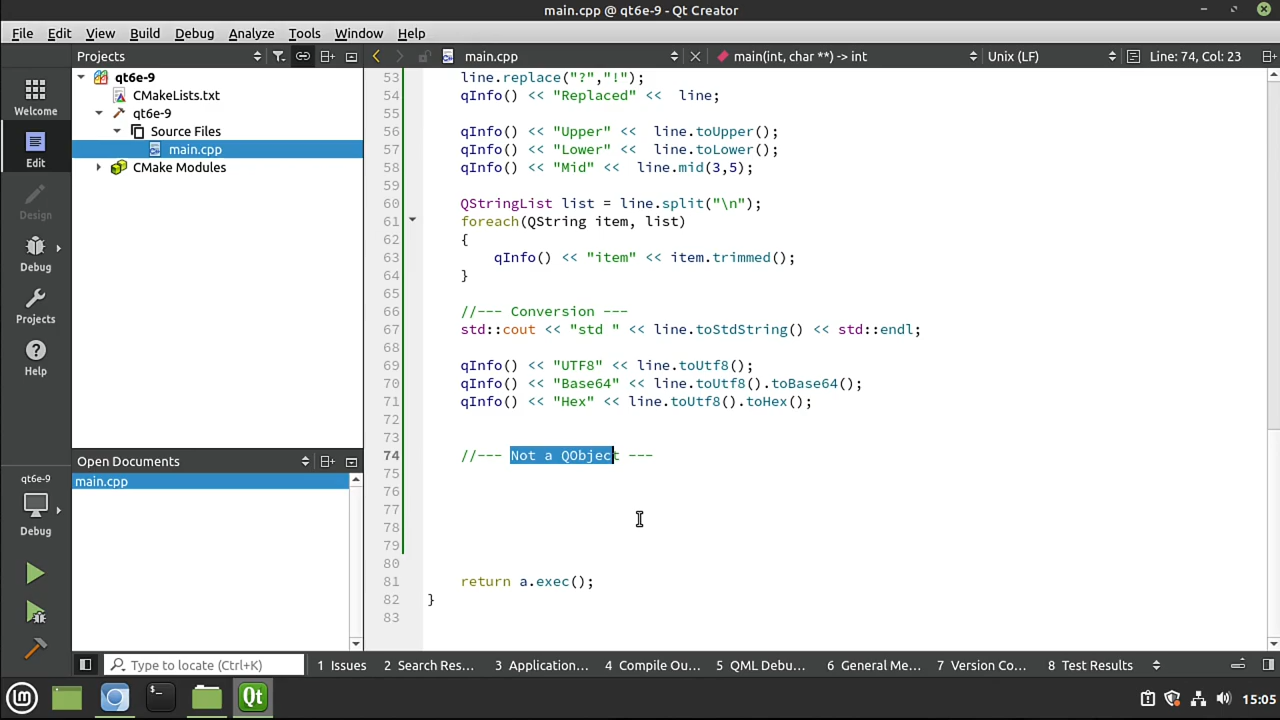 main.cpp @ qt6e-9 - Qt Creator
File Edit View Build Debug Analyze Tools Window Help
Projects
main.cpp
main(int, char **) -> int
Unix (LF)
Line: 74, Col: 23
Welcome
Edit
Design
Debug
Projects
Help
qt6e-9
Debug
qt6e-9
CMakeLists.txt
qt6e-9
Source Files
main.cpp
CMake Modules
Open Documents
main.cpp
53 line.replace("?","!");
54 qInfo() << "Replaced" << line;
55
56 qInfo() << "Upper" << line.toUpper();
57 qInfo() << "Lower" << line.toLower();
58 qInfo() << "Mid" << line.mid(3,5);
59
60 QStringList list = line.split("\n");
61 foreach(QString item, list)
62 {
63 qInfo() << "item" << item.trimmed();
64 }
65
66 //--- Conversion ---
67 std::cout << "std " << line.toStdString() << std::endl;
68
69 qInfo() << "UTF8" << line.toUtf8();
70 qInfo() << "Base64" << line.toUtf8().toBase64();
71 qInfo() << "Hex" << line.toUtf8().toHex();
72
73
74 //--- Not a QObject ---
75
76
77
78
79
80
81 return a.exec();
82 }
83
Type to locate (Ctrl+K)
1 Issues 2 Search Res... 3 Application... 4 Compile Ou... 5 QML Debu... 6 General Me... 7 Version Co... 8 Test Results
Qt
15:05